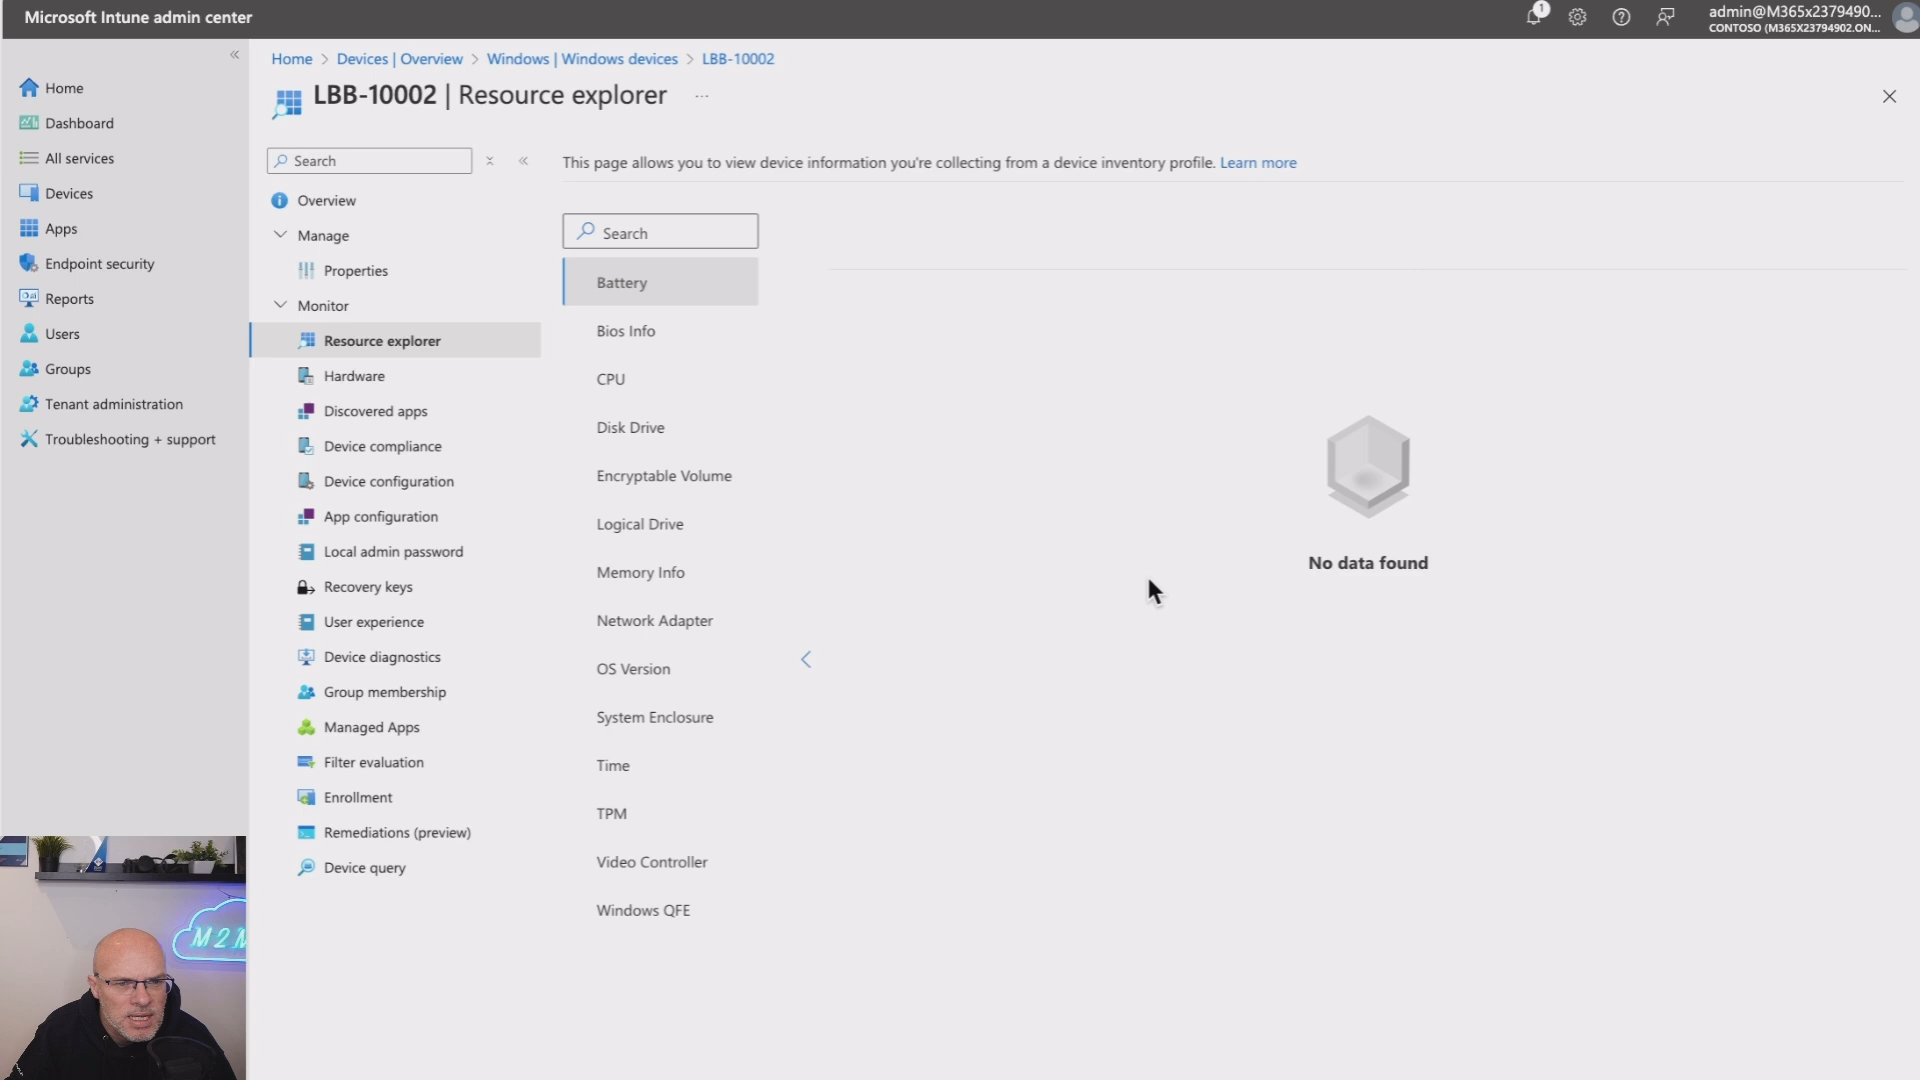 Microsoft Intune admin center
1
admin@M365x2379490...
CONTOSO (M365X23794902.ON...
Home
Dashboard
All services
Devices
Apps
Endpoint security
Reports
Users
Groups
Tenant administration
Troubleshooting + support
Home > Devices | Overview > Windows | Windows devices > LBB-10002
LBB-10002 | Resource explorer ...
Search
Overview
Manage
Properties
Monitor
Resource explorer
Hardware
Discovered apps
Device compliance
Device configuration
App configuration
Local admin password
Recovery keys
User experience
Device diagnostics
Group membership
Managed Apps
Filter evaluation
Enrollment
Remediations (preview)
Device query
This page allows you to view device information you're collecting from a device inventory profile. Learn more
Search
Battery
Bios Info
CPU
Disk Drive
Encryptable Volume
Logical Drive
Memory Info
Network Adapter
OS Version
System Enclosure
Time
TPM
Video Controller
Windows QFE
No data found
M2M